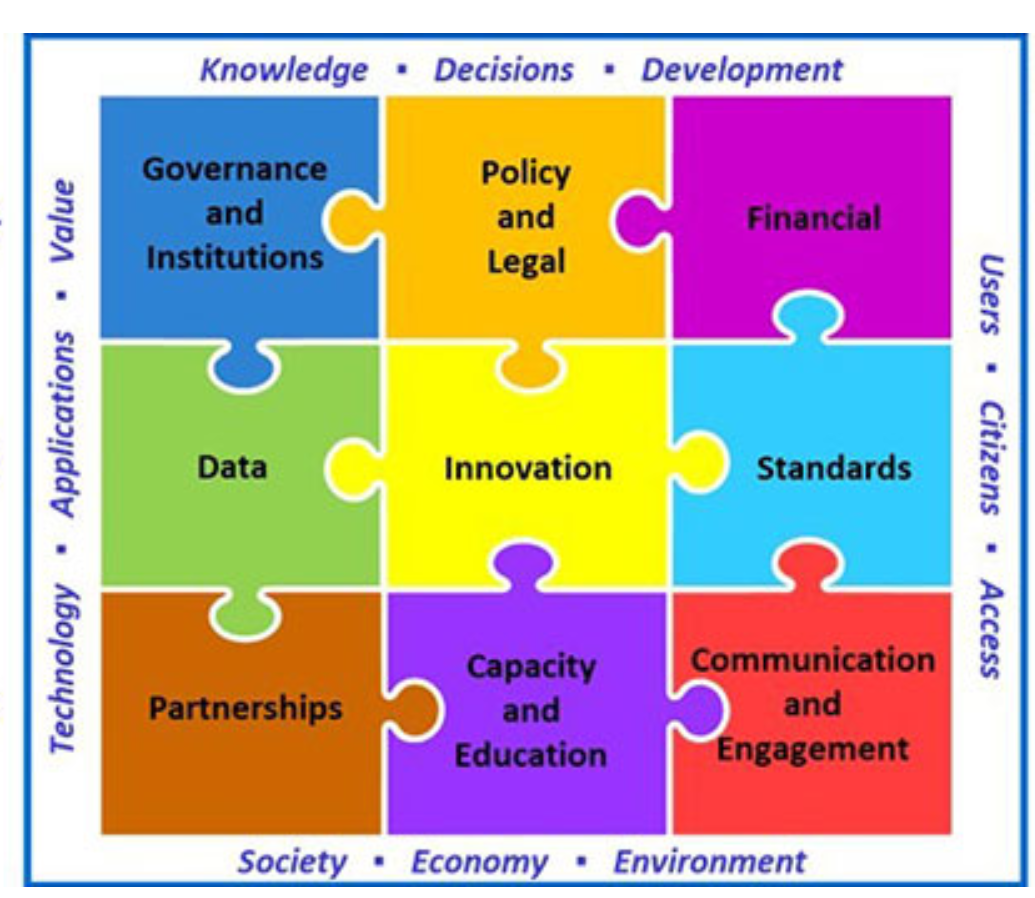 Knowledge ▪ Decisions ▪ Development
Technology ▪ Applications ▪ Value
Governance
and
Institutions
Policy
and
Legal
Financial
Data
Innovation
Standards
Partnerships
Capacity
and
Education
Communication
and
Engagement
Users ▪ Citizens ▪ Access
Society ▪ Economy ▪ Environment